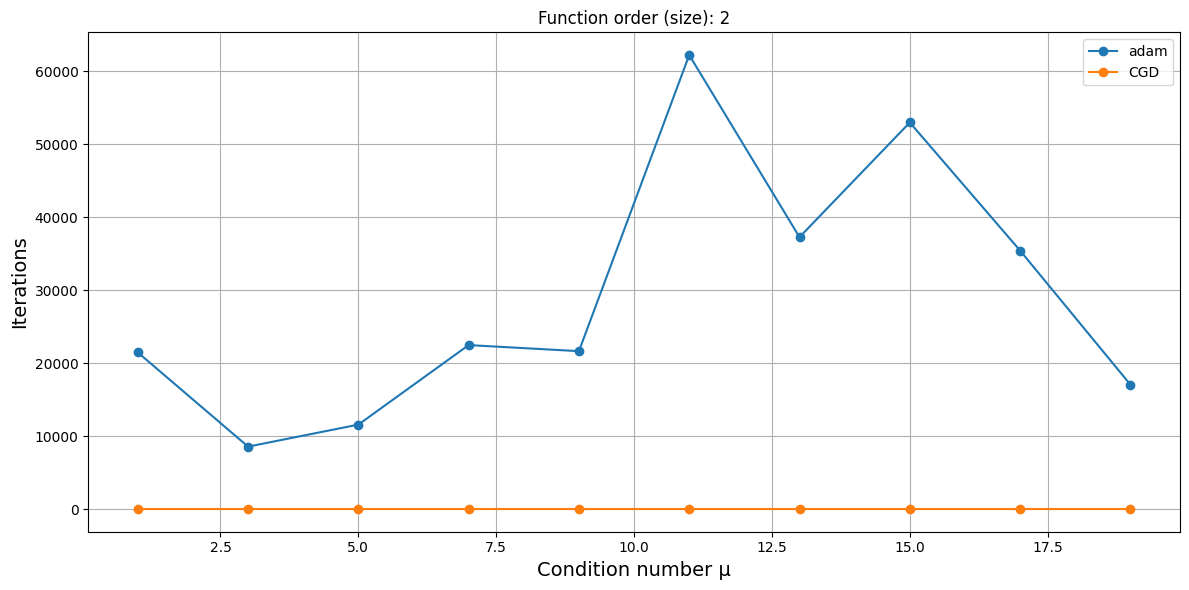 Function order (size): 2
adam
CGD
Iterations
60000
50000
40000
30000
20000
10000
0
2.5 5.0 7.5 10.0 12.5 15.0 17.5
Condition number μ